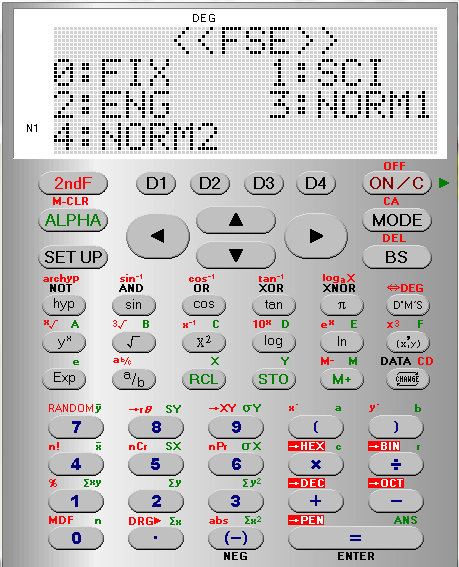 DEG
<<FSE>>
0:FIX 1:SCI
2:ENG 3:NORM1
N1
4:NORM2
OFF
2ndF D1 D2 D3 D4 ON/C
M-CLR CA
ALPHA MODE
DEL
SET UP BS
archyp sin⁻¹ cos⁻¹ tan⁻¹ logₐX ⇔DEG
NOT AND OR XOR XNOR
hyp sin cos tan π D°M'S
ˣ√ A ³√ B x⁻¹ C 10ˣ D eˣ E x³ F
yˣ √ X² log ln (x,y)
e ab/c X Y M- M DATA CD
Exp a/b RCL STO M+ CHANGE
RANDOM ȳ →rθ SY →XY σY x´ a y´ b
7 8 9 ( )
n! x̄ nCr SX nPr σX →HEX c →BIN r
4 5 6 × ÷
% Σxy Σy Σy² →DEC →OCT
1 2 3 + −
MDF n DRG▶ Σx abs Σx² →PEN ANS
0 . (−) =
NEG ENTER